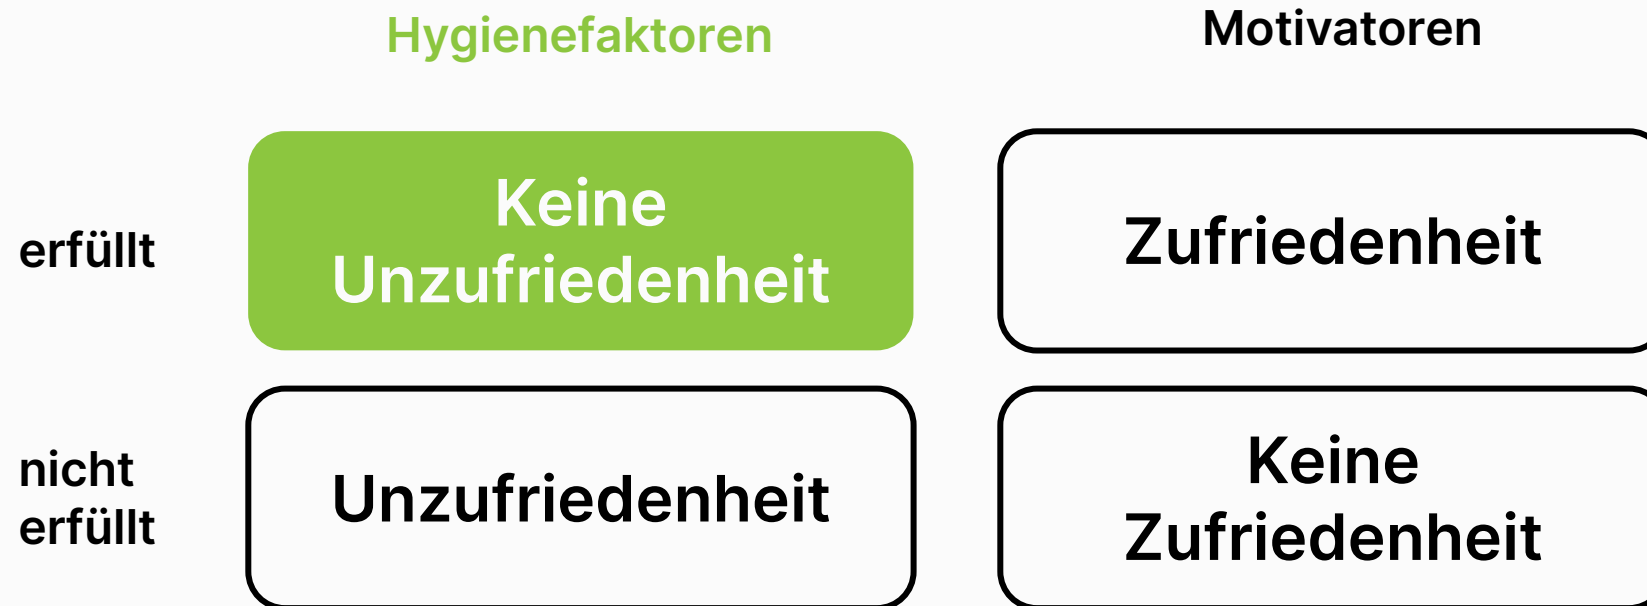 Hygienefaktoren
Motivatoren
erfüllt
Keine
Unzufriedenheit
Zufriedenheit
nicht
erfüllt
Unzufriedenheit
Keine
Zufriedenheit